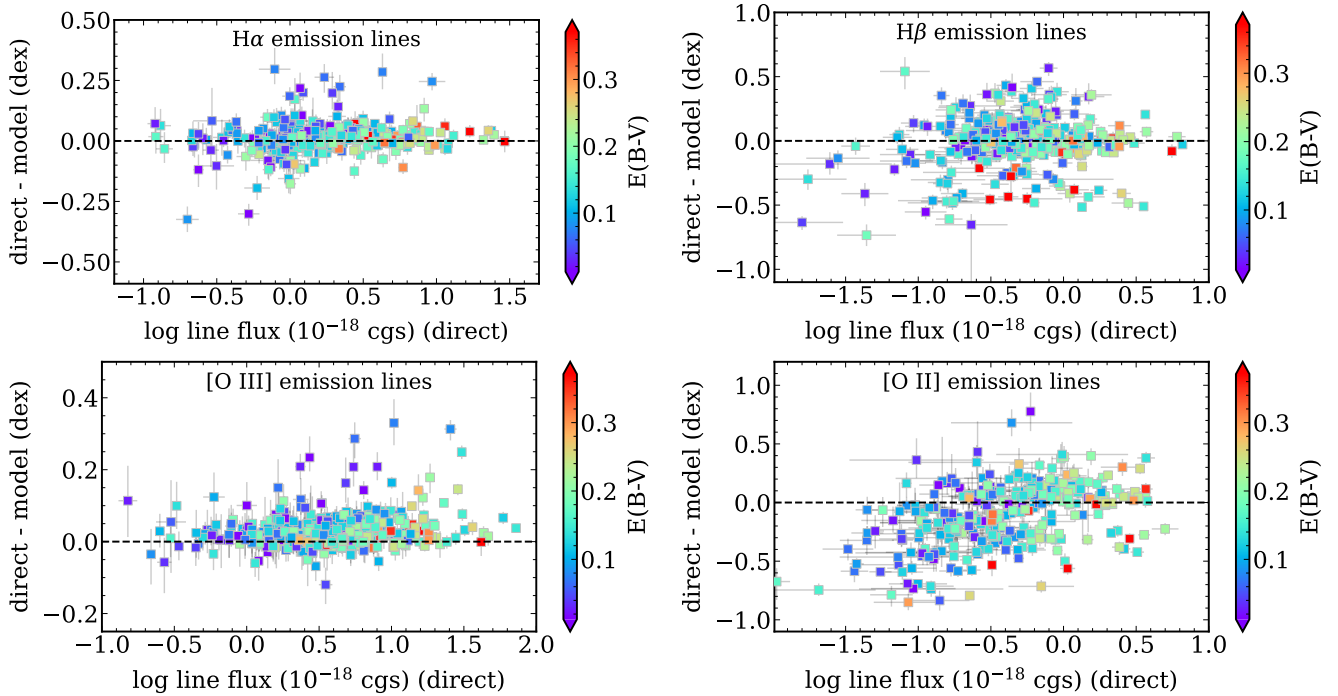 Hα emission lines
direct - model (dex)
0.50
0.25
0.00
−0.25
−0.50
−1.0 −0.5 0.0 0.5 1.0 1.5
log line flux (10⁻¹⁸ cgs) (direct)
0.3
0.2
0.1
E(B-V)
Hβ emission lines
direct - model (dex)
1.0
0.5
0.0
−0.5
−1.0
−1.5 −1.0 −0.5 0.0 0.5 1.0
log line flux (10⁻¹⁸ cgs) (direct)
0.3
0.2
0.1
E(B-V)
[O III] emission lines
direct - model (dex)
0.4
0.2
0.0
−0.2
−1.0 −0.5 0.0 0.5 1.0 1.5 2.0
log line flux (10⁻¹⁸ cgs) (direct)
0.3
0.2
0.1
E(B-V)
[O II] emission lines
direct - model (dex)
1.0
0.5
0.0
−0.5
−1.0
−1.5 −1.0 −0.5 0.0 0.5 1.0
log line flux (10⁻¹⁸ cgs) (direct)
0.3
0.2
0.1
E(B-V)